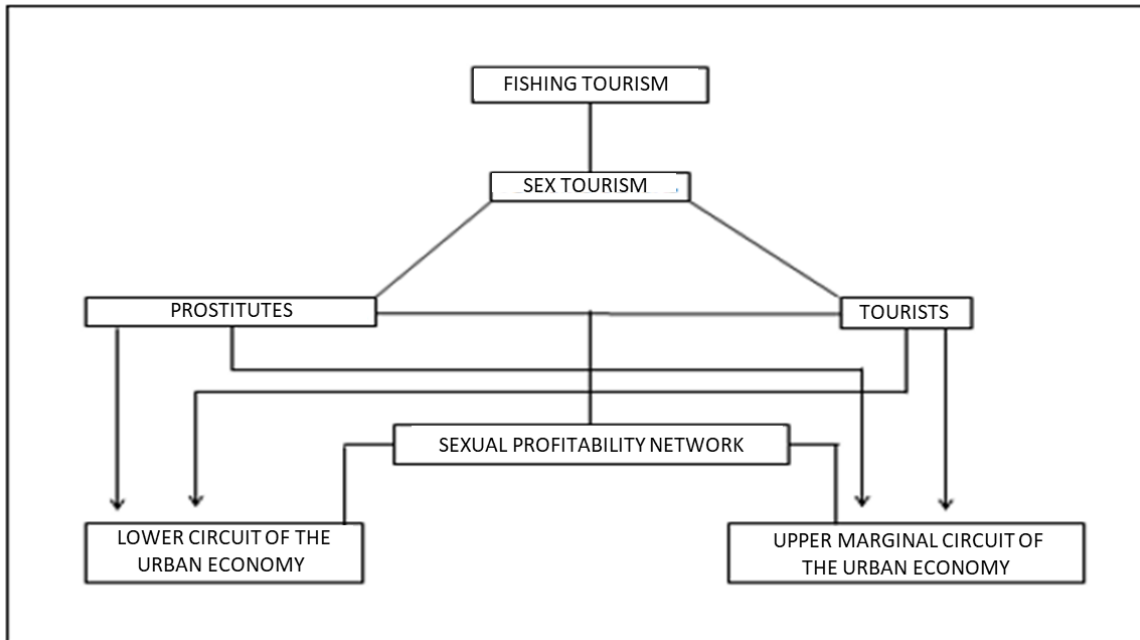 FISHING TOURISM
SEX TOURISM
PROSTITUTES
TOURISTS
SEXUAL PROFITABILITY NETWORK
LOWER CIRCUIT OF THE
URBAN ECONOMY
UPPER MARGINAL CIRCUIT OF
THE URBAN ECONOMY